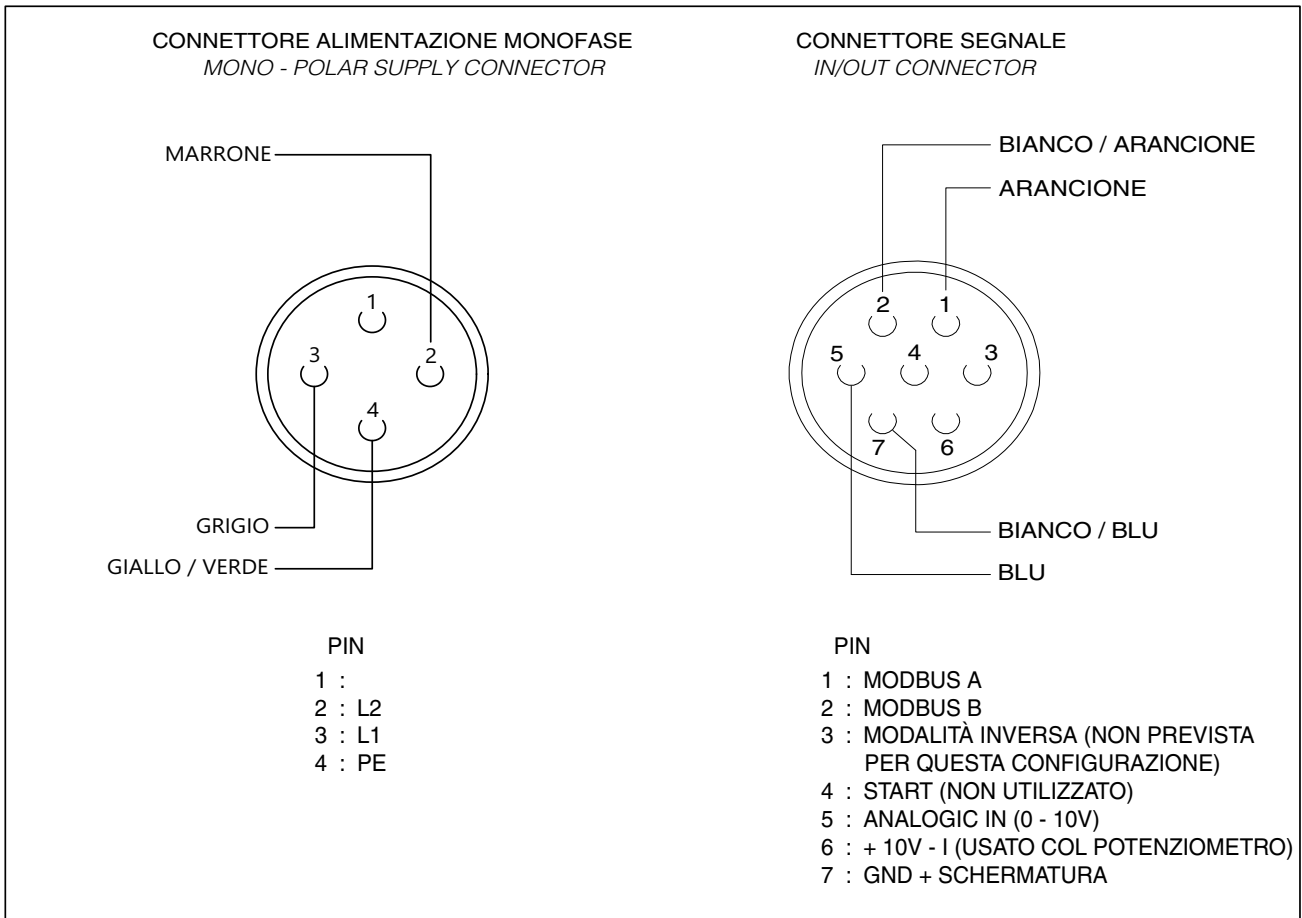 CONNETTORE ALIMENTAZIONE MONOFASE
MONO - POLAR SUPPLY CONNECTOR
MARRONE
1
3
2
4
GRIGIO
GIALLO / VERDE
PIN
1 :
2 : L2
3 : L1
4 : PE
CONNETTORE SEGNALE
IN/OUT CONNECTOR
BIANCO / ARANCIONE
ARANCIONE
2
1
5
4
3
7
6
BIANCO / BLU
BLU
PIN
1 : MODBUS A
2 : MODBUS B
3 : MODALITÀ INVERSA (NON PREVISTA
PER QUESTA CONFIGURAZIONE)
4 : START (NON UTILIZZATO)
5 : ANALOGIC IN (0 - 10V)
6 : + 10V - I (USATO COL POTENZIOMETRO)
7 : GND + SCHERMATURA